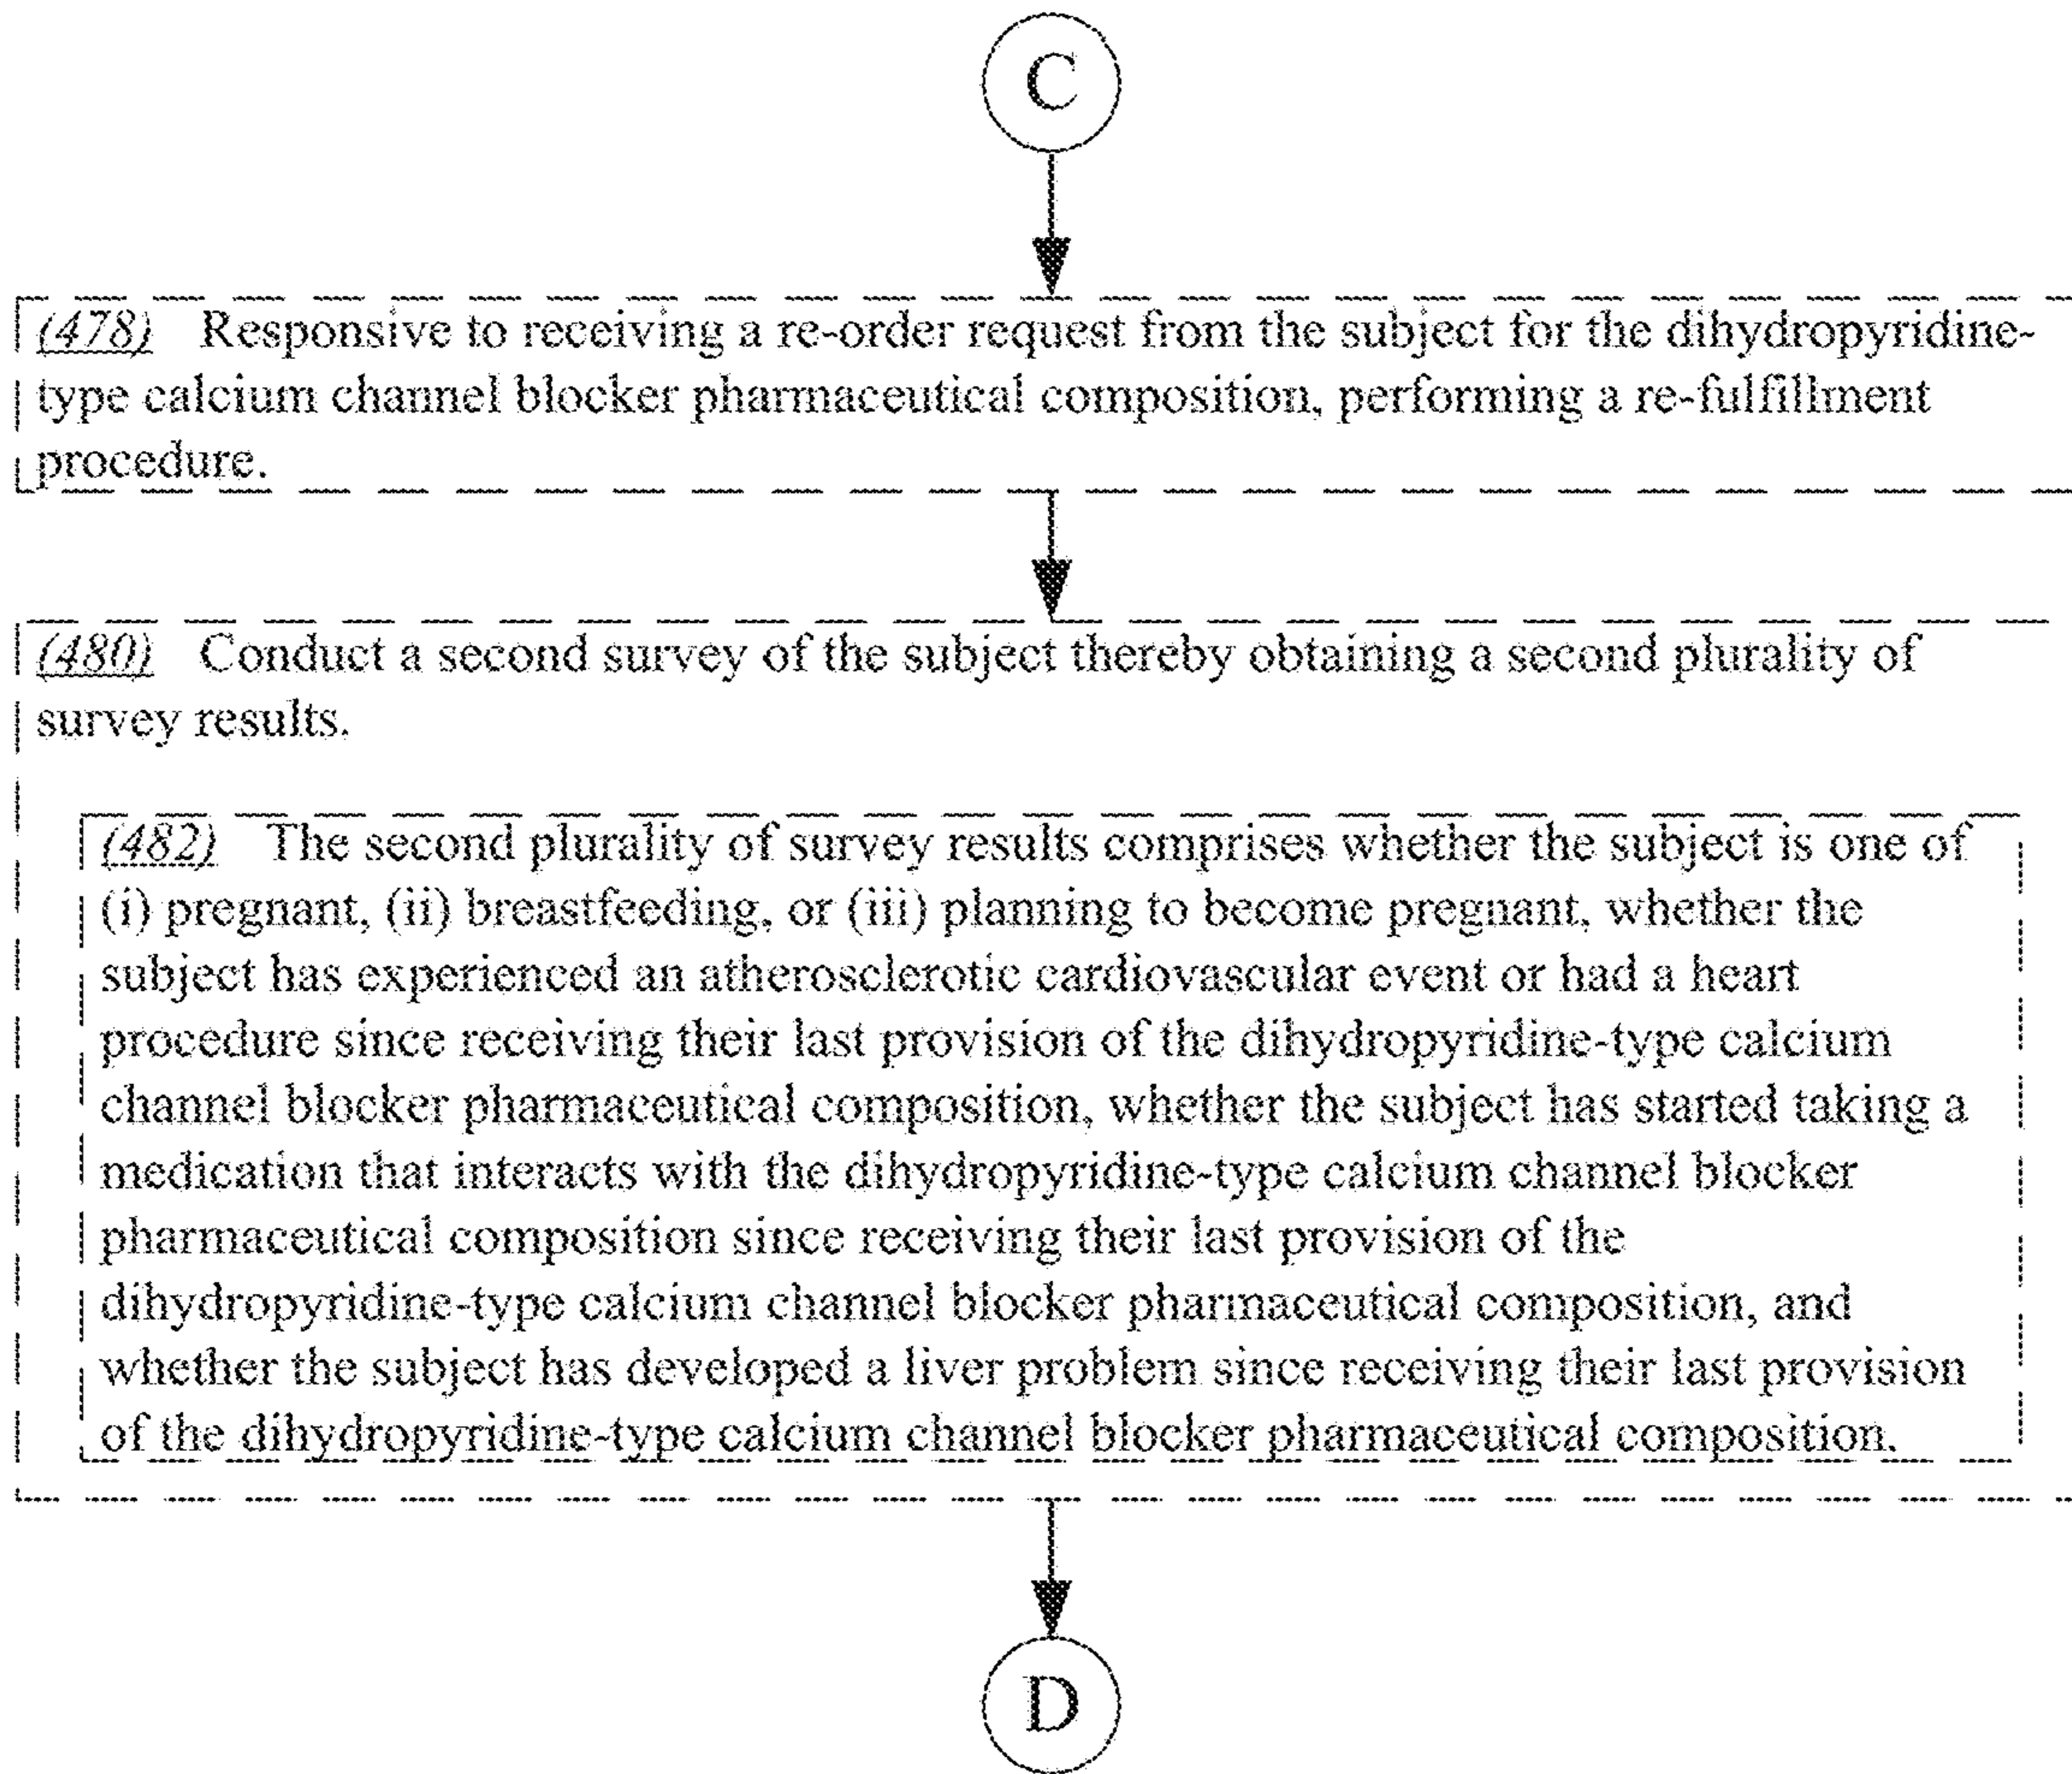 C
(478) Responsive to receiving a re-order request from the subject for the dihydropyridine-
type calcium channel blocker pharmaceutical composition, performing a re-fulfillment
procedure.
(480) Conduct a second survey of the subject thereby obtaining a second plurality of
survey results.
(482) The second plurality of survey results comprises whether the subject is one of
(i) pregnant, (ii) breastfeeding, or (iii) planning to become pregnant, whether the
subject has experienced an atherosclerotic cardiovascular event or had a heart
procedure since receiving their last provision of the dihydropyridine-type calcium
channel blocker pharmaceutical composition, whether the subject has started taking a
medication that interacts with the dihydropyridine-type calcium channel blocker
pharmaceutical composition since receiving their last provision of the
dihydropyridine-type calcium channel blocker pharmaceutical composition, and
whether the subject has developed a liver problem since receiving their last provision
of the dihydropyridine-type calcium channel blocker pharmaceutical composition.
D